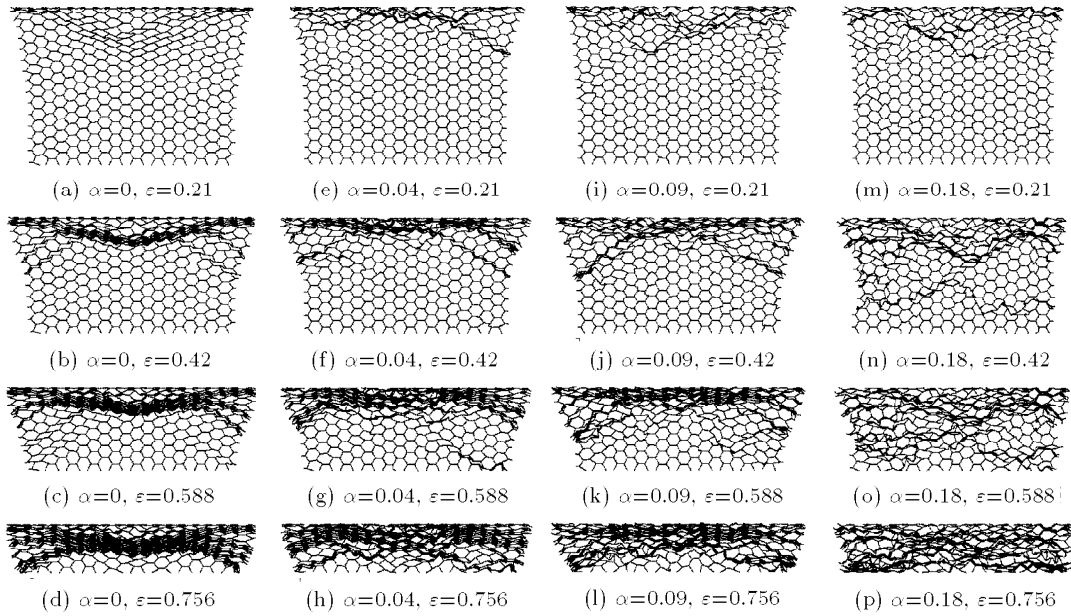 (a) α=0, ε=0.21
(e) α=0.04, ε=0.21
(i) α=0.09, ε=0.21
(m) α=0.18, ε=0.21
(b) α=0, ε=0.42
(f) α=0.04, ε=0.42
(j) α=0.09, ε=0.42
(n) α=0.18, ε=0.42
(c) α=0, ε=0.588
(g) α=0.04, ε=0.588
(k) α=0.09, ε=0.588
(o) α=0.18, ε=0.588
(d) α=0, ε=0.756
(h) α=0.04, ε=0.756
(l) α=0.09, ε=0.756
(p) α=0.18, ε=0.756